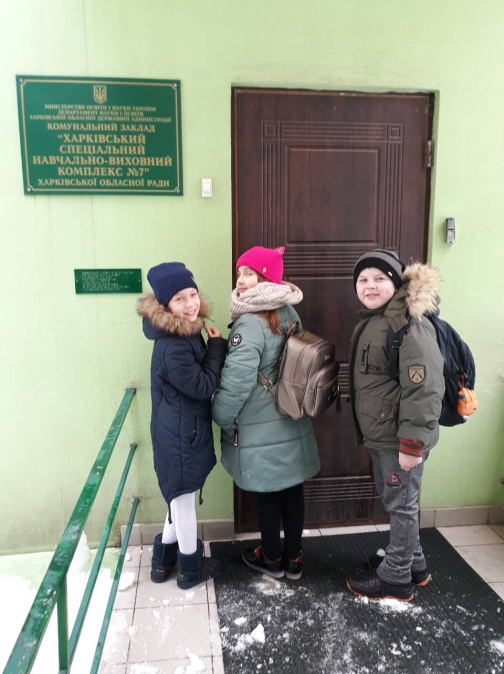 МІНІСТЕРСТВО ОСВІТИ І НАУКИ УКРАЇНИ
ДЕПАРТАМЕНТ НАУКИ І ОСВІТИ
ХАРКІВСЬКОЇ ОБЛАСНОЇ ДЕРЖАВНОЇ АДМІНІСТРАЦІЇ
КОМУНАЛЬНИЙ ЗАКЛАД
"ХАРКІВСЬКИЙ
СПЕЦІАЛЬНИЙ
НАВЧАЛЬНО-ВИХОВНИЙ
КОМПЛЕКС №7"
ХАРКІВСЬКОЇ ОБЛАСНОЇ РАДИ